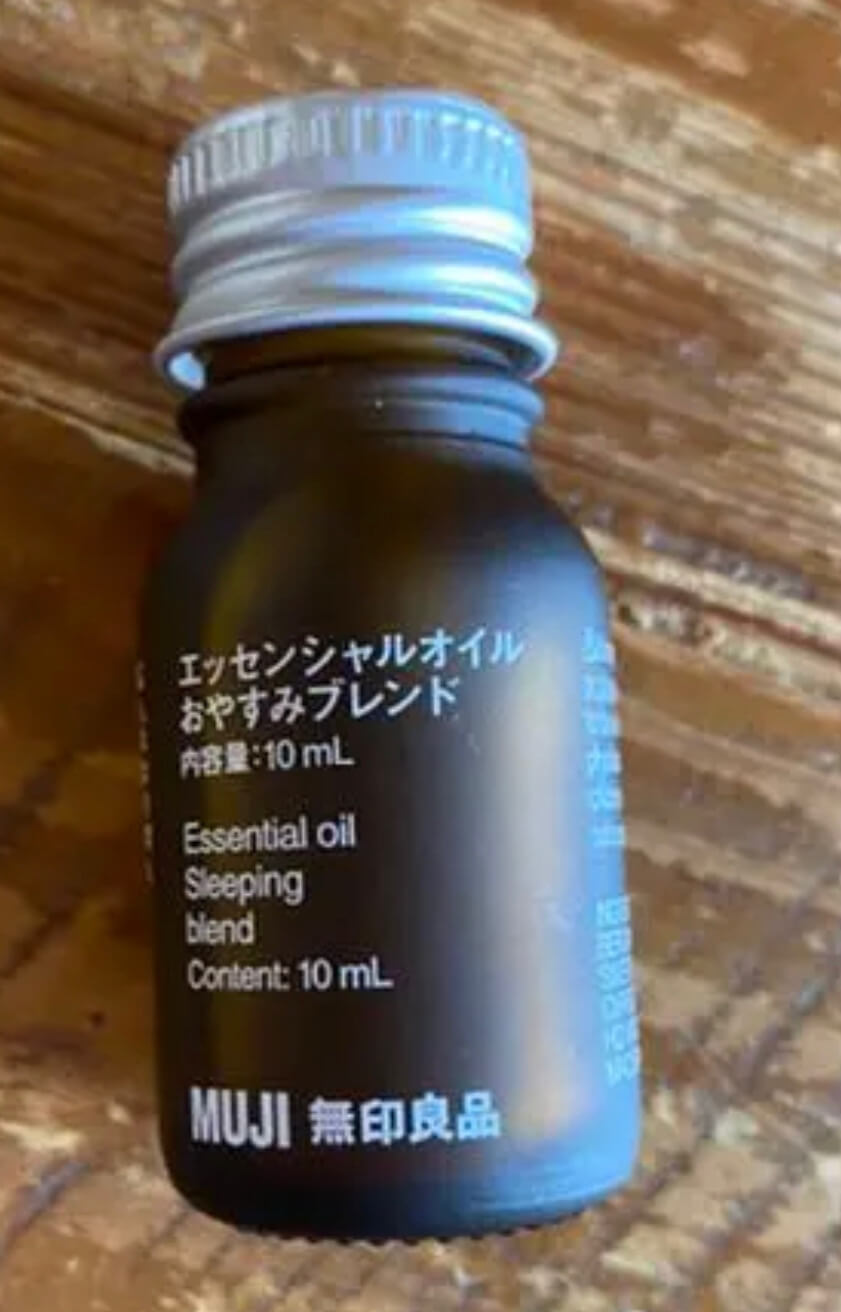 エッセンシャルオイル
おやすみブレンド
内容量:10 mL
Essential oil
Sleeping
blend
Content: 10 mL
MUJI 無印良品